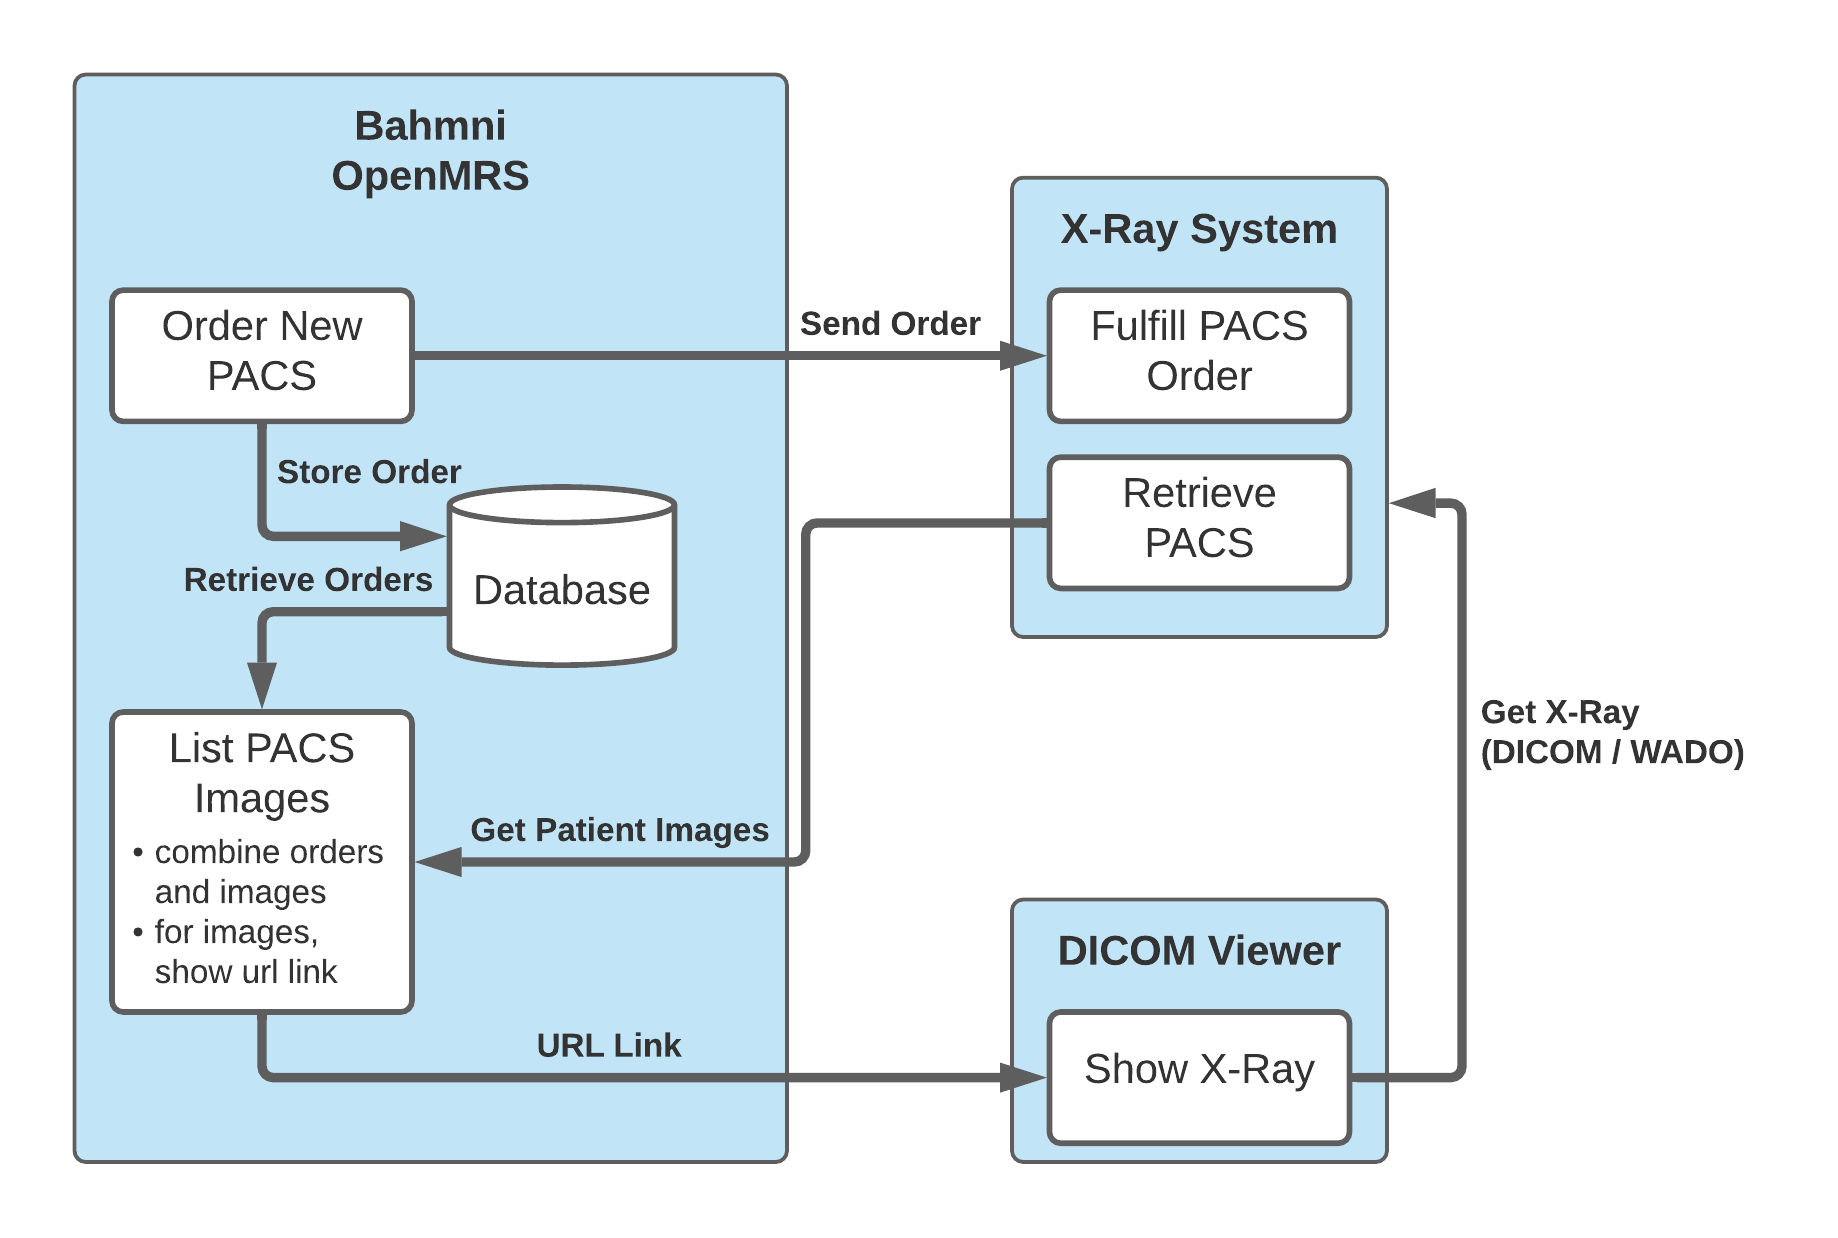 Bahmni
OpenMRS
X-Ray System
Order New
PACS
Send Order
Fulfill PACS
Order
Store Order
Retrieve
PACS
Retrieve Orders
Database
List PACS
Images
• combine orders
and images
• for images,
show url link
Get Patient Images
Get X-Ray
(DICOM / WADO)
DICOM Viewer
URL Link
Show X-Ray